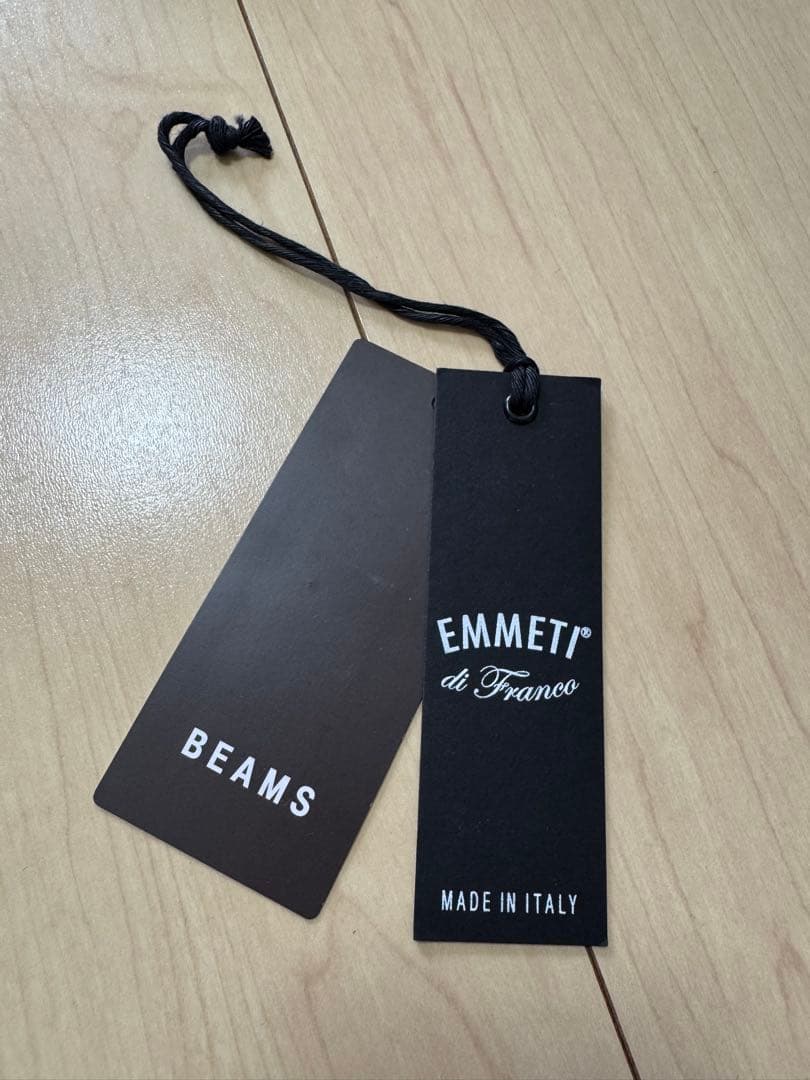 BEAMS
EMMETI®
di Franco
MADE IN ITALY